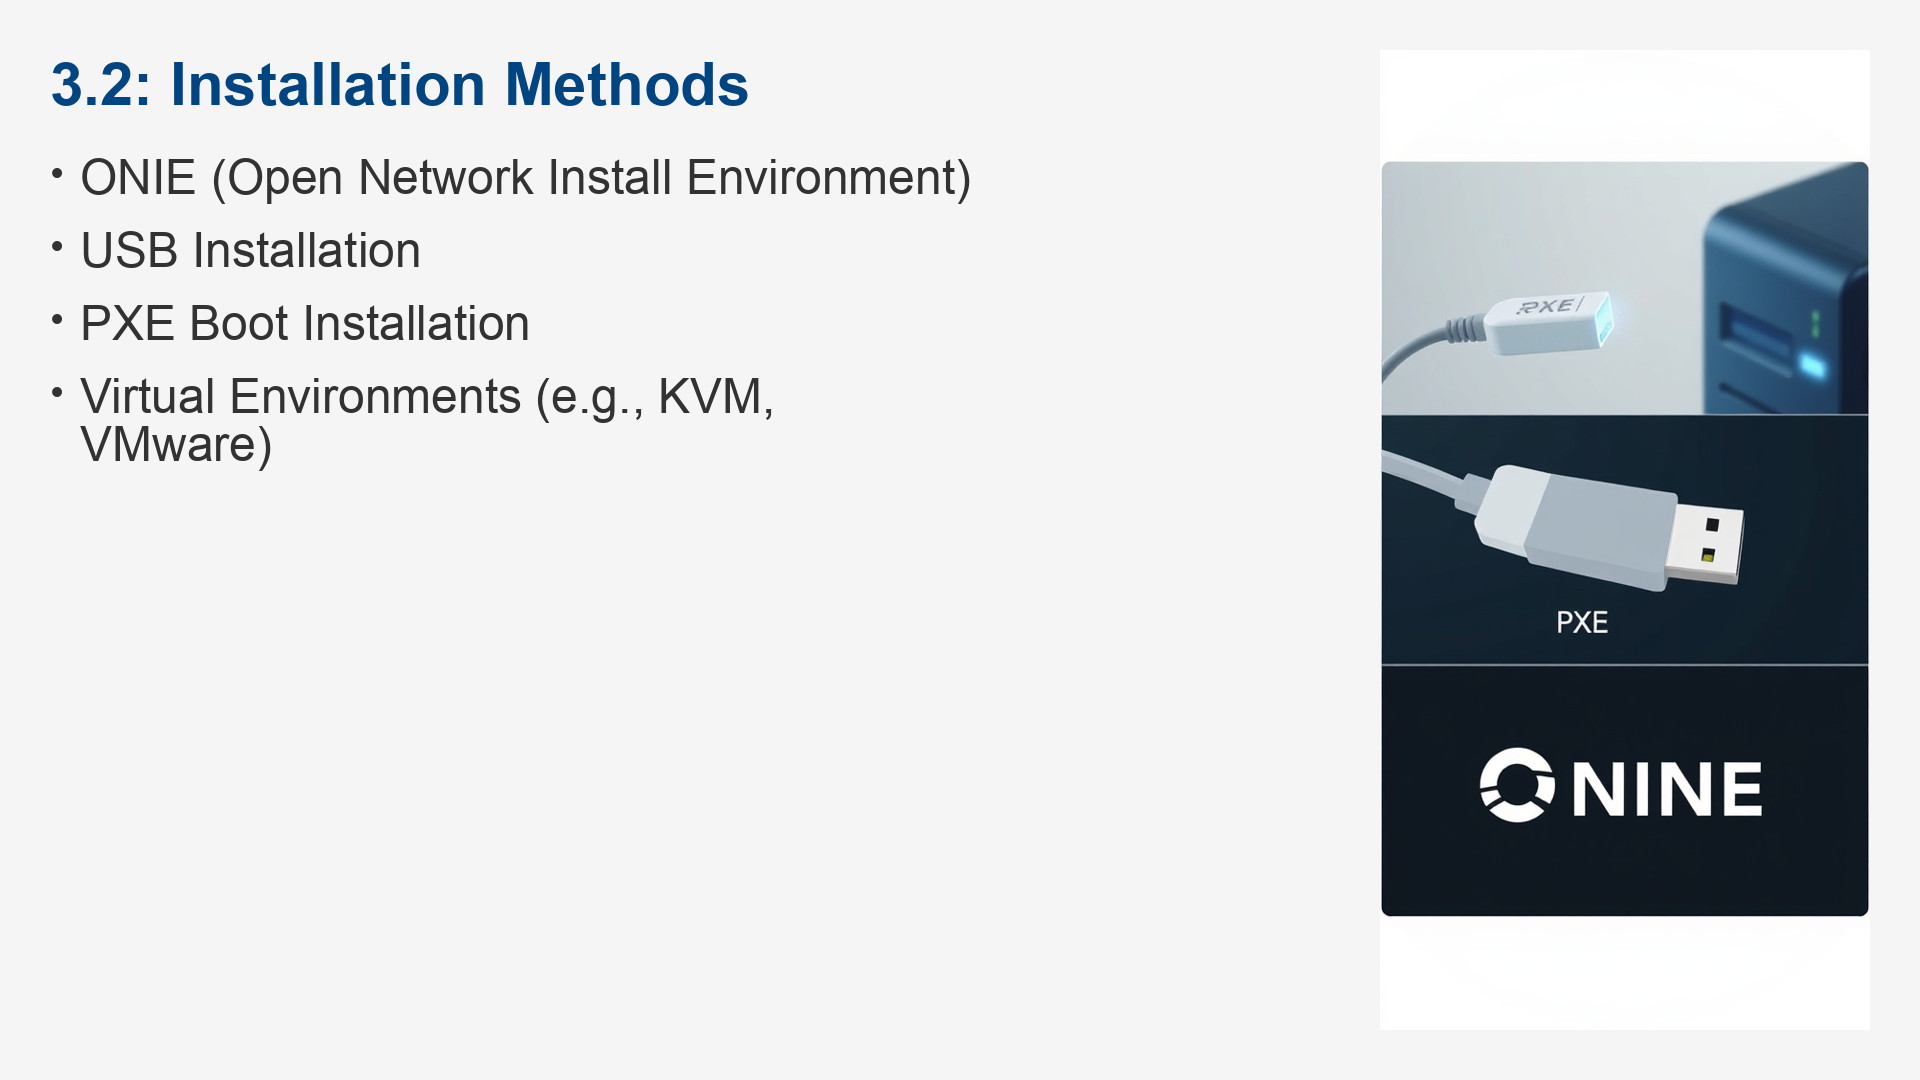 3.2: Installation Methods
• ONIE (Open Network Install Environment)
• USB Installation
• PXE Boot Installation
• Virtual Environments (e.g., KVM,
VMware)
PXE
PXE
ONINE